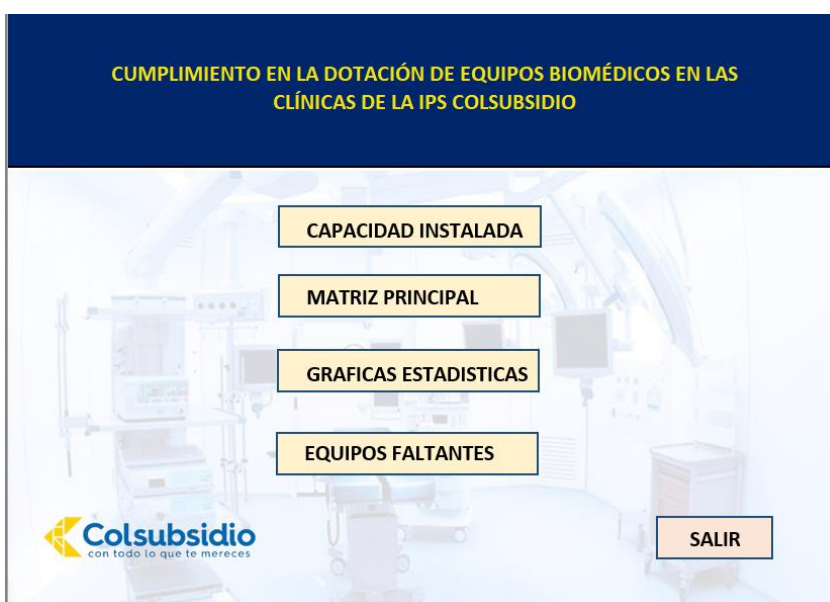 CUMPLIMIENTO EN LA DOTACIÓN DE EQUIPOS BIOMÉDICOS EN LAS
CLÍNICAS DE LA IPS COLSUBSIDIO
CAPACIDAD INSTALADA
MATRIZ PRINCIPAL
GRAFICAS ESTADISTICAS
EQUIPOS FALTANTES
Colsubsidio
con todo lo que te mereces
SALIR